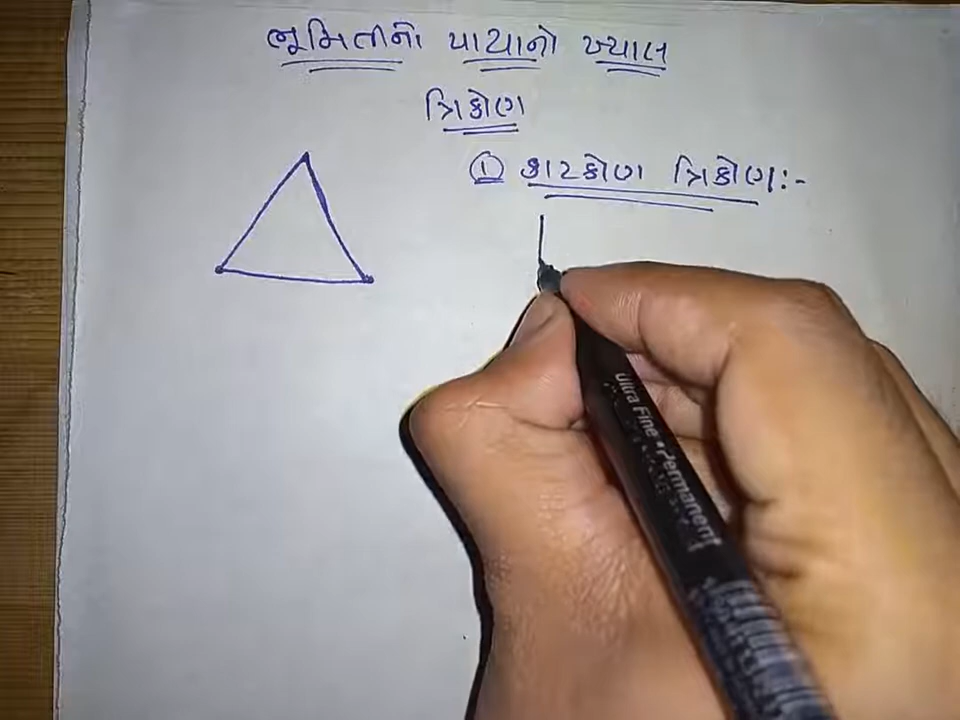 ભૂમિતીનો પાયાનો ખ્યાલ
ત્રિકોણ
① કાટકોણ ત્રિકોણ:-
Ultra Fine • Permanent